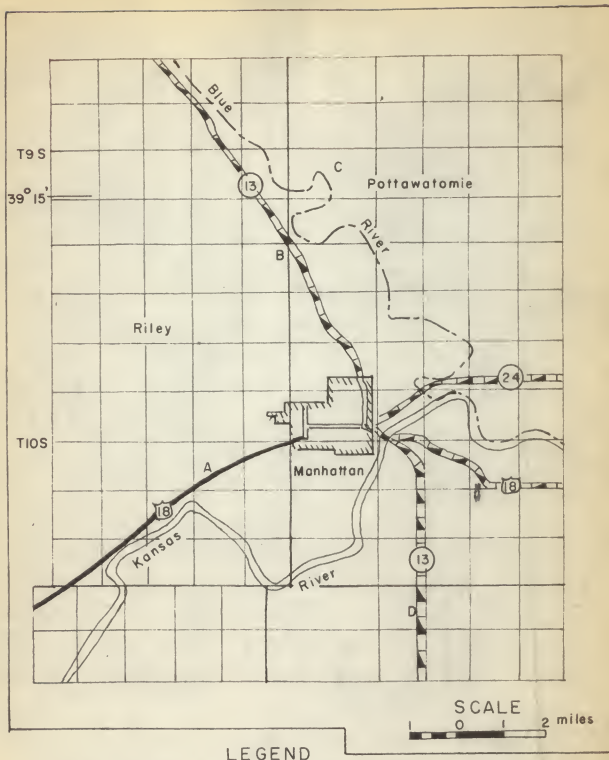 Blue
T9 S
C
39° 15'
13
Pottawatomie
River
B
Riley
24
T10S
Manhattan
A
18
18
Kansas
13
River
D
SCALE
1 0 1 2 miles
LEGEND